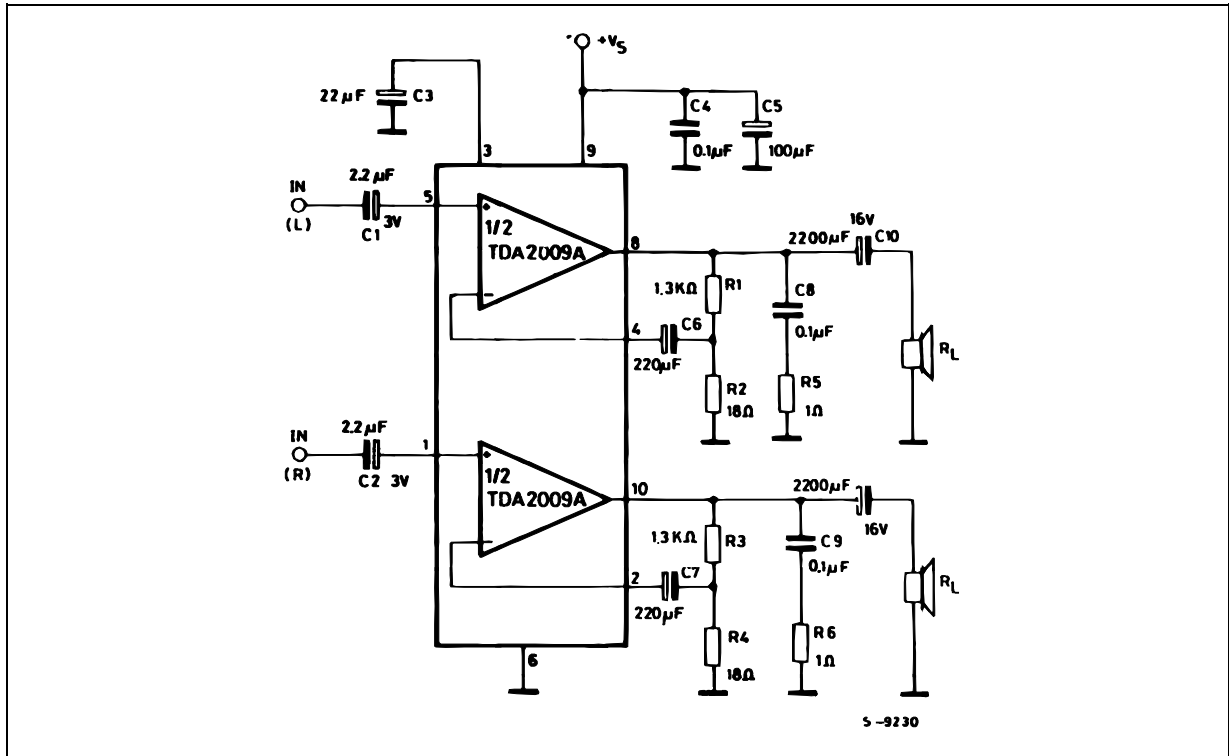 +VS
22µF C3
C4 C5
0.1µF 100µF
3 9
2.2µF
IN 5
(L) 3V
C1
1/2
TDA2009A
8
16V
2200µF C10
1.3KΩ R1
C8
0.1µF
4 C6
220µF
RL
R2 R5
18Ω 1Ω
2.2µF
IN 1
(R) C2 3V
1/2
TDA2009A
10
2200µF
16V
1.3KΩ R3
C9
0.1µF
2 C7
220µF
RL
R4 R6
18Ω 1Ω
6
S-9230